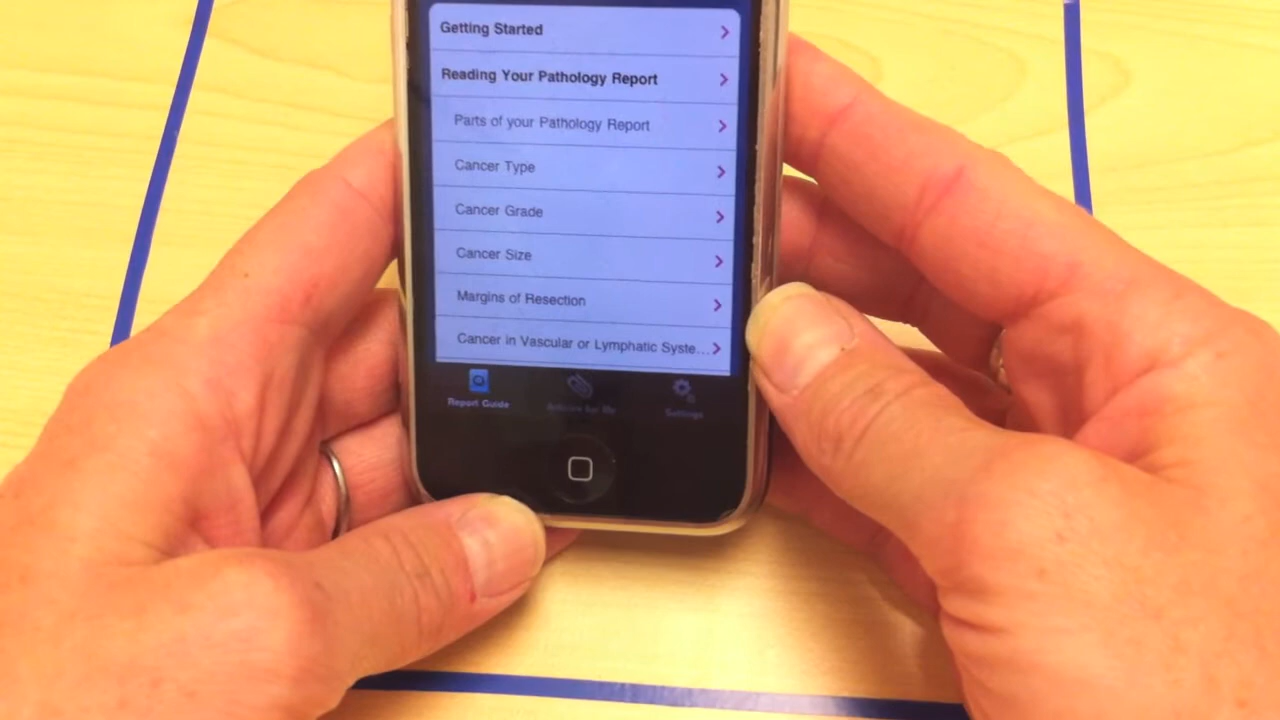 Getting Started
Reading Your Pathology Report
Parts of your Pathology Report
Cancer Type
Cancer Grade
Cancer Size
Margins of Resection
Cancer in Vascular or Lymphatic Syste...
Report Guide
Settings